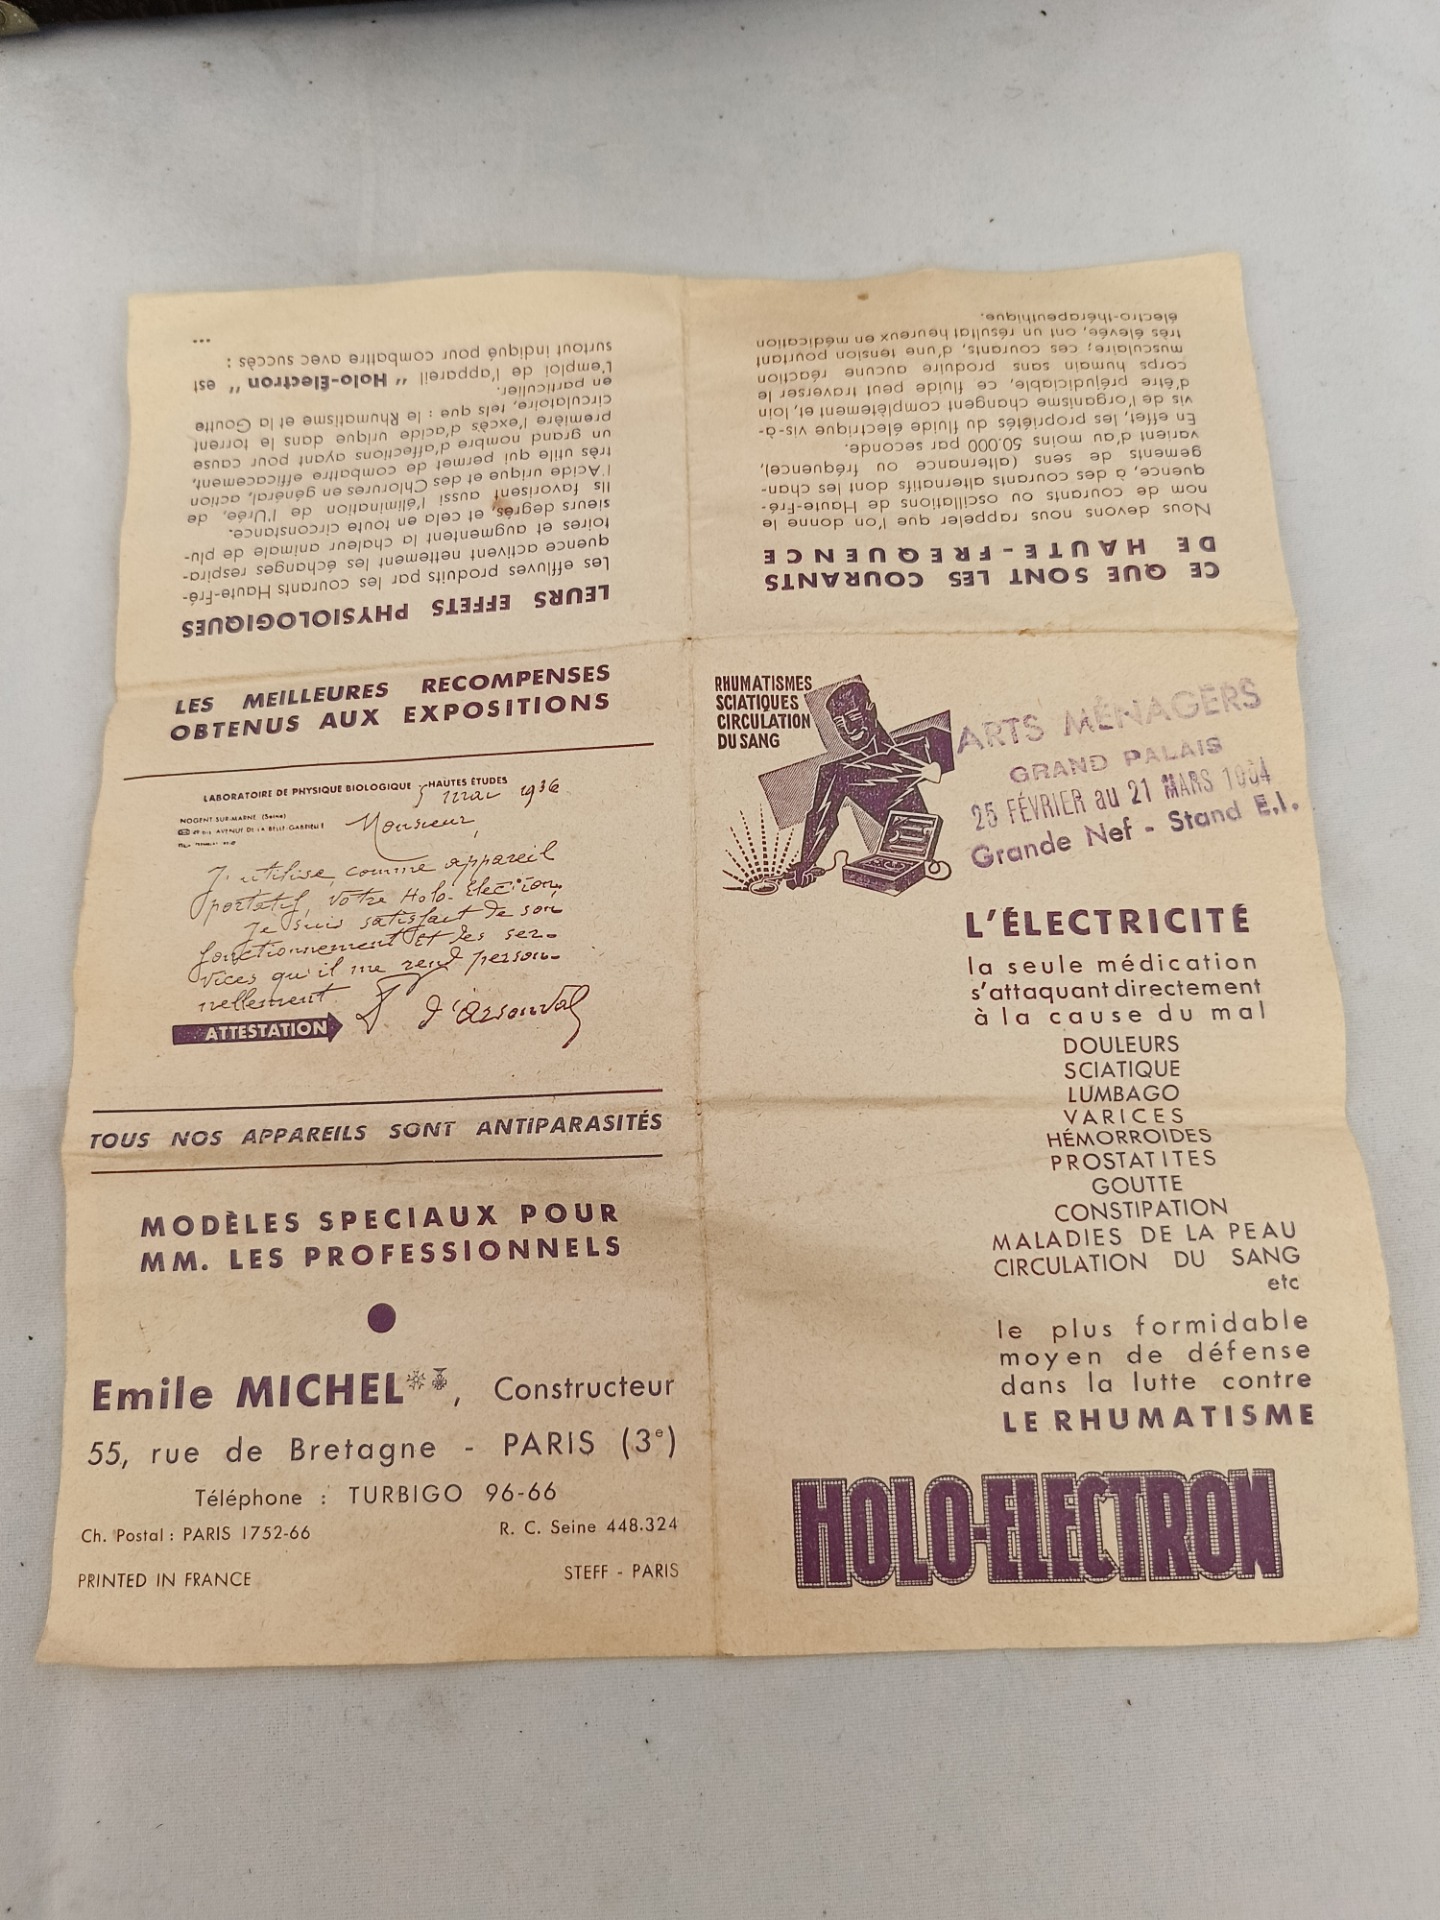 CE QUE SONT LES COURANTS
DE HAUTE-FREQUENCE
Nous devons nous rappeler que l'on donne le
nom de courants ou oscillations de Haute-Fré-
quence, à des courants alternatifs dont les chan-
gements de sens (alternance ou fréquence),
varient d'au moins 50.000 par seconde.
En effet, les propriétés du fluide électrique vis-à-
vis de l'organisme changent complètement et, loin
d'être préjudiciable, ce fluide peut traverser le
corps humain sans produire aucune réaction
musculaire; ces courants, d'une tension pourtant
très élevée, ont un résultat heureux en médication
électro-thérapeuthique.
LEURS EFFETS PHYSIOLOGIQUES
Les effluves produits par les courants Haute-Fré-
quence activent nettement les échanges respira-
toires et augmentent la chaleur animale de plu-
sieurs degrés, et cela en toute circonstance.
Ils favorisent aussi l'élimination de l'Urée, de
l'Acide urique et des Chlorures en général, action
très utile qui permet de combattre efficacement,
un grand nombre d'affections ayant pour cause
première l'excès d'acide urique dans le torrent
circulatoire, tels que : le Rhumatisme et la Goutte
en particulier.
L'emploi de l'appareil " Holo-Électron " est
surtout indiqué pour combattre avec succès :
...
LES MEILLEURES RECOMPENSES
OBTENUS AUX EXPOSITIONS
LABORATOIRE DE PHYSIQUE BIOLOGIQUE HAUTES ÉTUDES
5 mai 1936
NOGENT-SUR-MARNE (Seine)
49 bis AVENUE DE LA BELLE GABRIELLE
Monsieur,
J'utilise, comme appareil
portatif, votre Holo-Electron,
Je suis satisfait de son
fonctionnement et des ser-
vices qu'il me rend person-
nellement.
ATTESTATION
d'Arsonval
TOUS NOS APPAREILS SONT ANTIPARASITÉS
MODÈLES SPECIAUX POUR
MM. LES PROFESSIONNELS
Emile MICHEL, Constructeur
55, rue de Bretagne - PARIS (3e)
Téléphone : TURBIGO 96-66
Ch. Postal : PARIS 1752-66
R. C. Seine 448.324
PRINTED IN FRANCE
STEFF - PARIS
RHUMATISMES
SCIATIQUES
CIRCULATION
DU SANG
ARTS MÉNAGERS
GRAND PALAIS
25 FÉVRIER au 21 MARS
Grande Nef - Stand E.I.
L'ÉLECTRICITÉ
la seule médication
s'attaquant directement
à la cause du mal
DOULEURS
SCIATIQUE
LUMBAGO
VARICES
HÉMORROIDES
PROSTATITES
GOUTTE
CONSTIPATION
MALADIES DE LA PEAU
CIRCULATION DU SANG
etc
le plus formidable
moyen de défense
dans la lutte contre
LE RHUMATISME
HOLO-ELECTRON